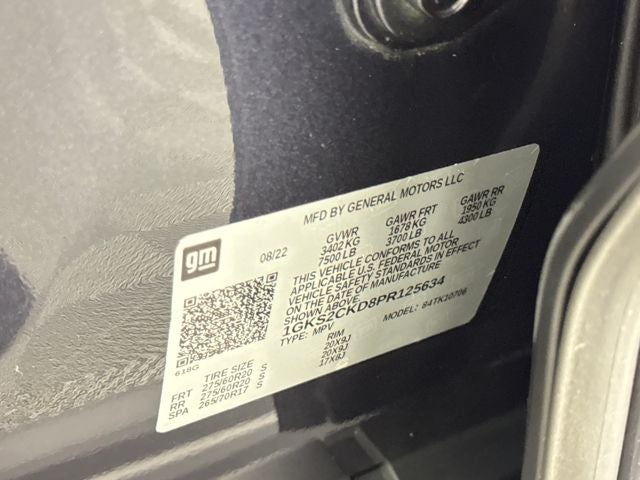 gm
MFD BY GENERAL MOTORS LLC
08/22
GVWR GAWR FRT GAWR RR
3402 KG 1678 KG 1950 KG
7500 LB 3700 LB 4300 LB
THIS VEHICLE CONFORMS TO ALL
APPLICABLE U.S. FEDERAL MOTOR
VEHICLE SAFETY STANDARDS IN EFFECT
ON THE DATE OF MANUFACTURE
SHOWN ABOVE.
1GKS2CKD8PR125634
TYPE: MPV MODEL: 84TK10706
618G
TIRE SIZE RIM
FRT 275/60R20 S 20X9J
RR 275/60R20 S 20X9J
SPA 265/70R17 S 17X8J